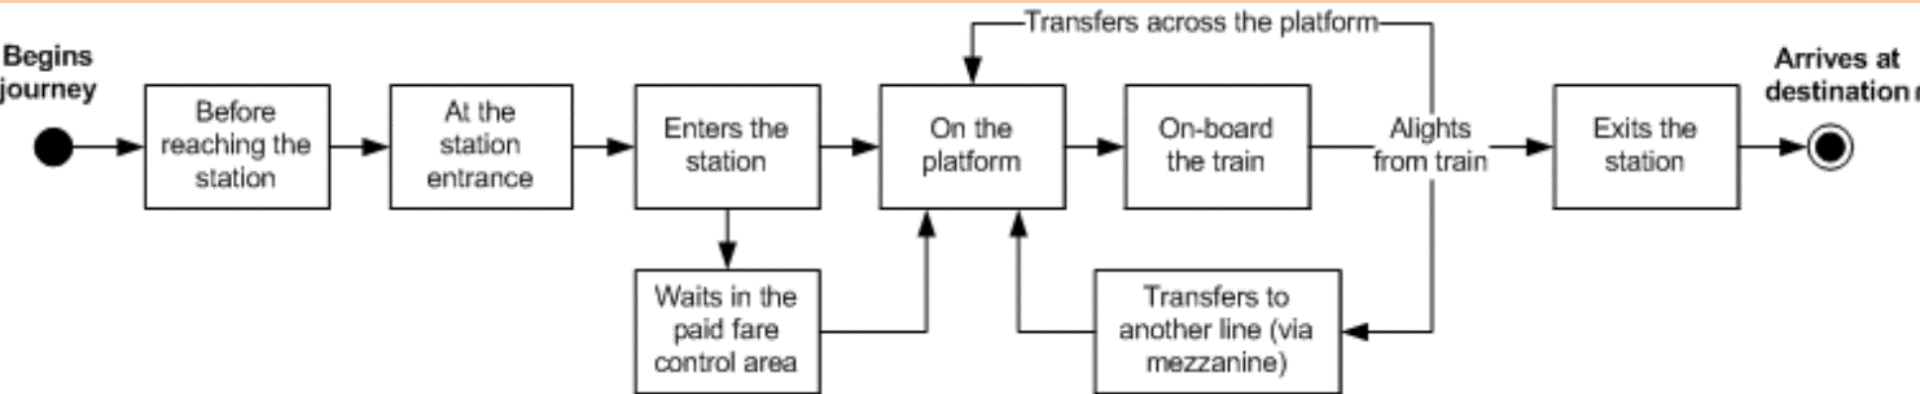 Begins
journey
Before
reaching the
station
At the
station
entrance
Enters the
station
Waits in the
paid fare
control area
On the
platform
Transfers across the platform
On-board
the train
Alights
from train
Transfers to
another line (via
mezzanine)
Exits the
station
Arrives at
destination